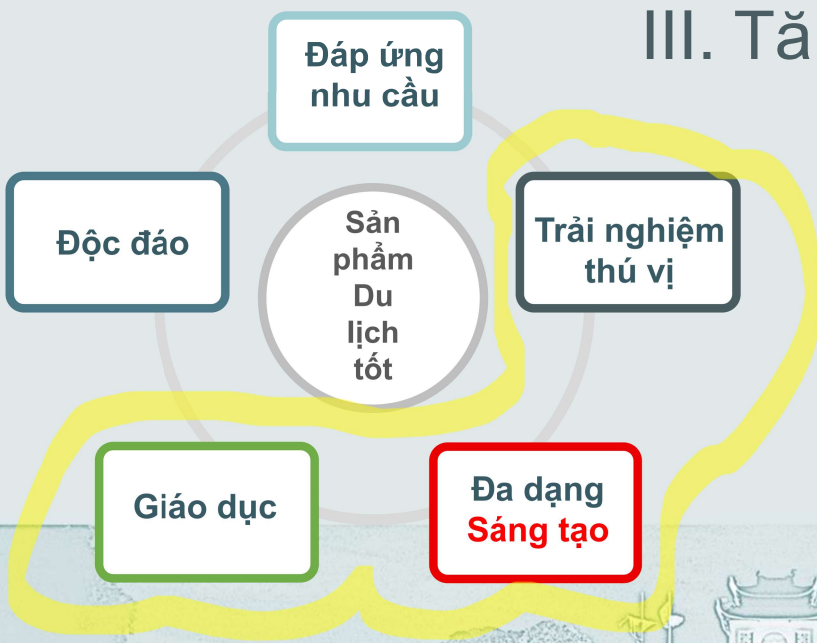 III. Tă
Đáp ứng
nhu cầu
Độc đáo
Sản
phẩm
Du
lịch
tốt
Trải nghiệm
thú vị
Giáo dục
Đa dạng
Sáng tạo